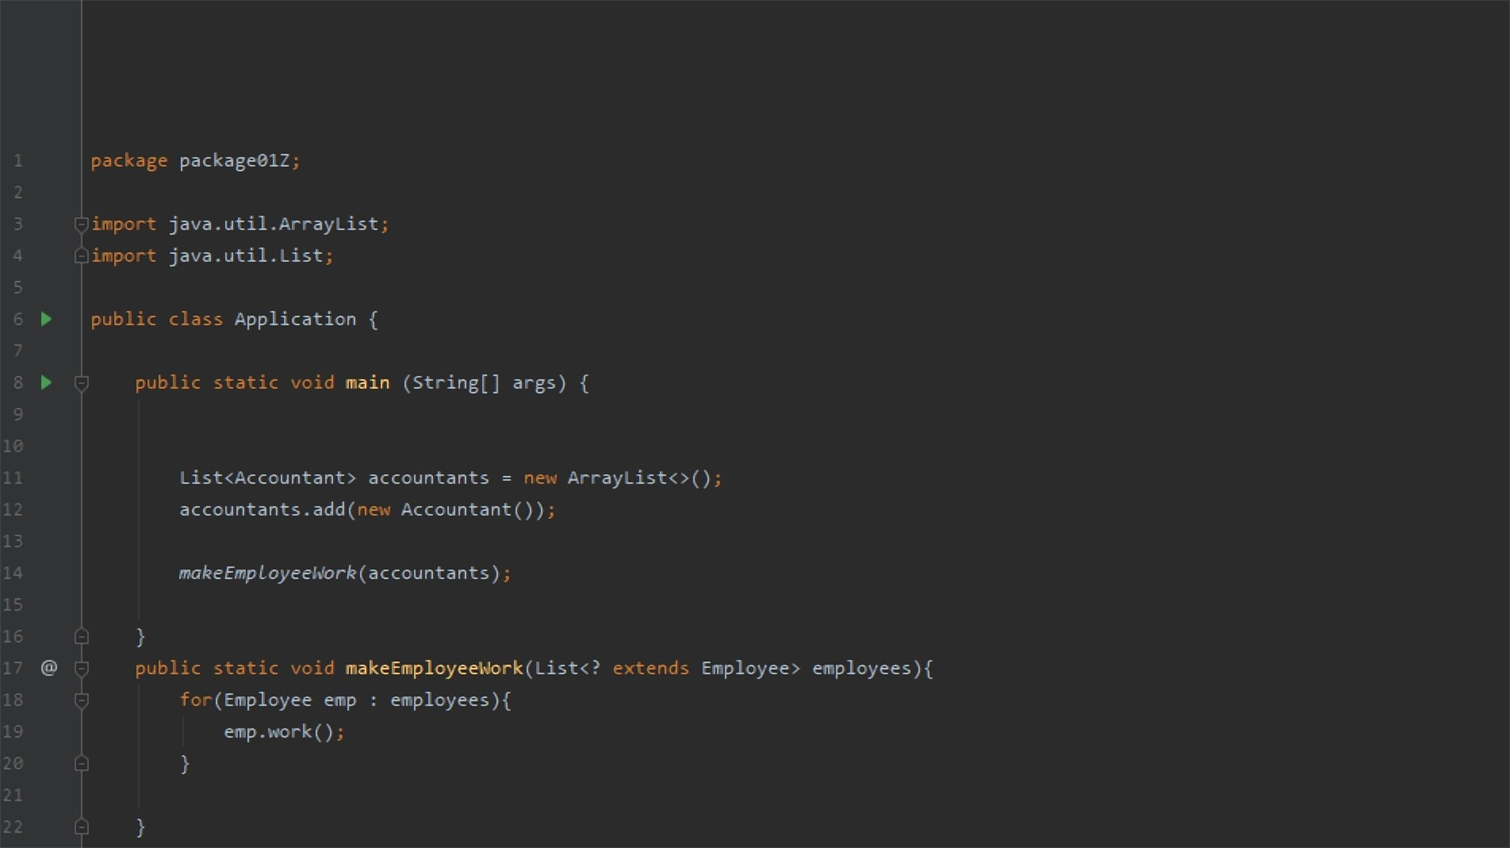 1 package package01Z;
2
3 import java.util.ArrayList;
4 import java.util.List;
5
6 public class Application {
7
8 public static void main (String[] args) {
9
10
11 List<Accountant> accountants = new ArrayList<>();
12 accountants.add(new Accountant());
13
14 makeEmployeeWork(accountants);
15
16 }
17 @ public static void makeEmployeeWork(List<? extends Employee> employees){
18 for(Employee emp : employees){
19 emp.work();
20 }
21
22 }